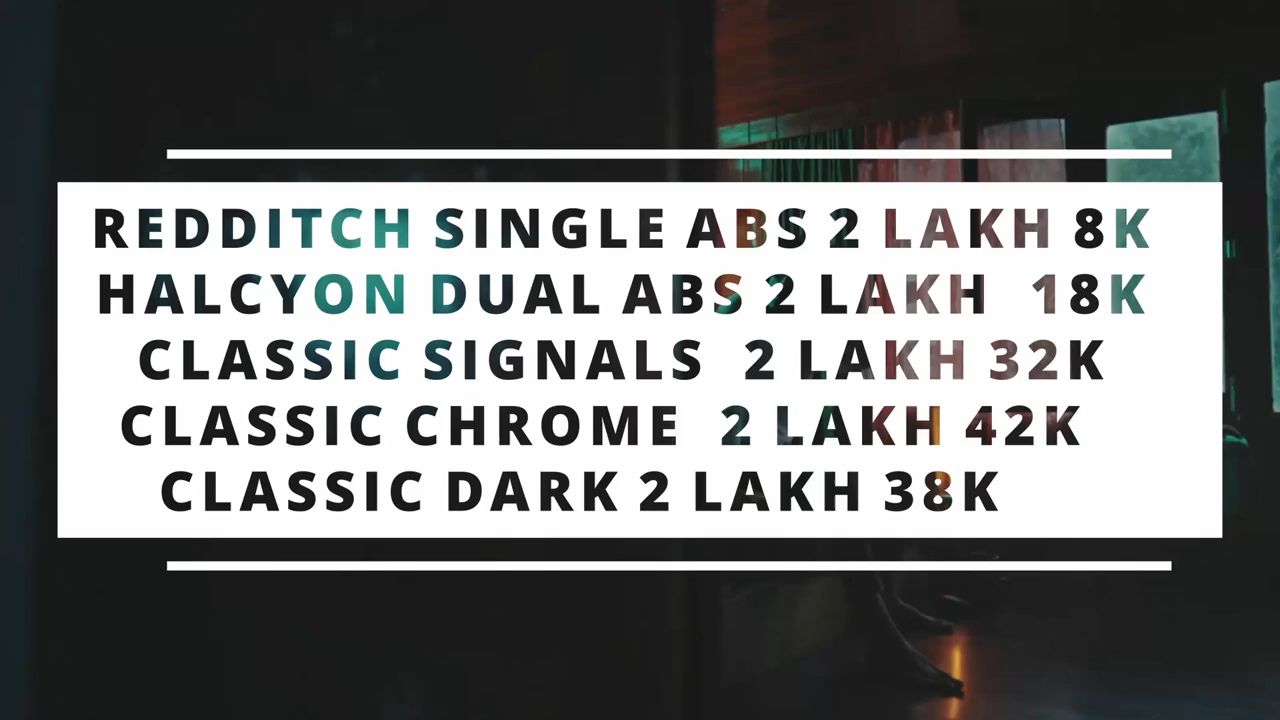 REDDITCH SINGLE ABS 2 LAKH 8K
HALCYON DUAL ABS 2 LAKH 18K
CLASSIC SIGNALS 2 LAKH 32K
CLASSIC CHROME 2 LAKH 42K
CLASSIC DARK 2 LAKH 38K